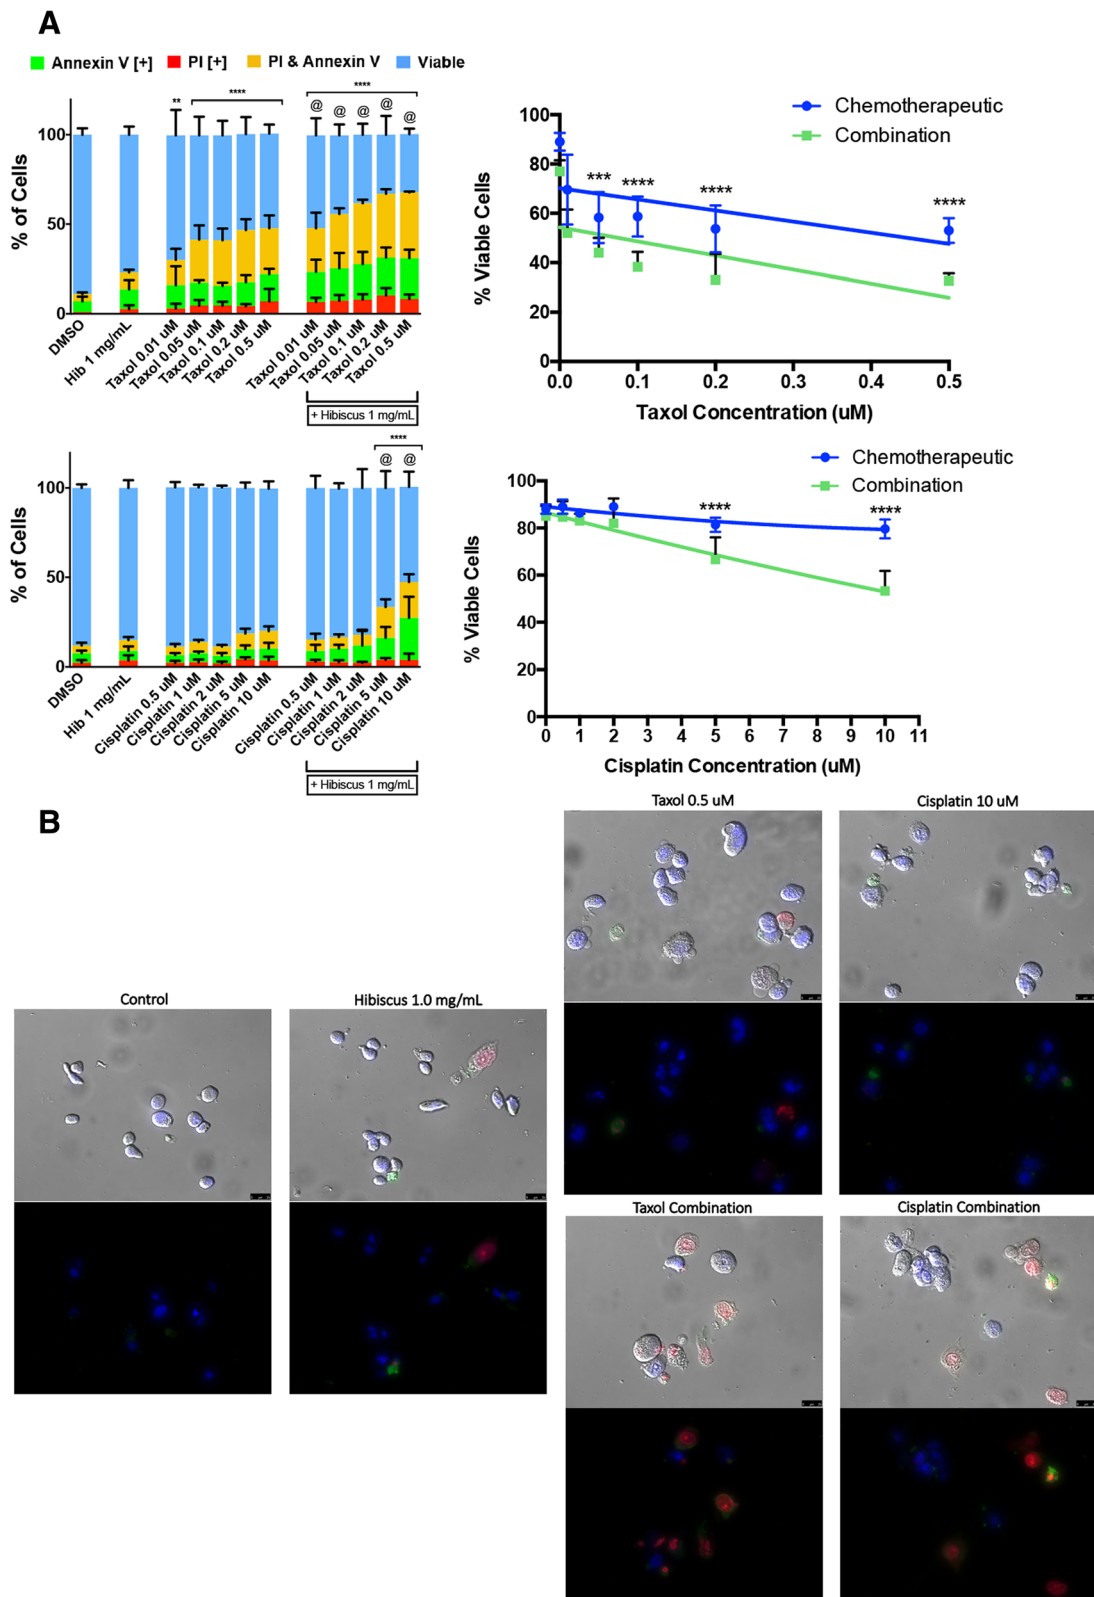 A
Annexin V [+] PI [+] PI & Annexin V Viable
% of Cells
100
50
0
** **** ****
@ @ @ @ @
DMSO
Hib 1 mg/mL
Taxol 0.01 uM
Taxol 0.05 uM
Taxol 0.1 uM
Taxol 0.2 uM
Taxol 0.5 uM
Taxol 0.01 uM
Taxol 0.05 uM
Taxol 0.1 uM
Taxol 0.2 uM
Taxol 0.5 uM
+ Hibiscus 1 mg/mL
Chemotherapeutic
Combination
% Viable Cells
100
80
60
40
20
0
*** **** **** ****
0.0 0.1 0.2 0.3 0.4 0.5
Taxol Concentration (uM)
% of Cells
100
50
0
****
@ @
DMSO
Hib 1 mg/mL
Cisplatin 0.5 uM
Cisplatin 1 uM
Cisplatin 2 uM
Cisplatin 5 uM
Cisplatin 10 uM
Cisplatin 0.5 uM
Cisplatin 1 uM
Cisplatin 2 uM
Cisplatin 5 uM
Cisplatin 10 uM
+ Hibiscus 1 mg/mL
Chemotherapeutic
Combination
% Viable Cells
100
80
60
40
20
0
**** ****
0 1 2 3 4 5 6 7 8 9 10 11
Cisplatin Concentration (uM)
B
Taxol 0.5 uM
Cisplatin 10 uM
Control
Hibiscus 1.0 mg/mL
Taxol Combination
Cisplatin Combination